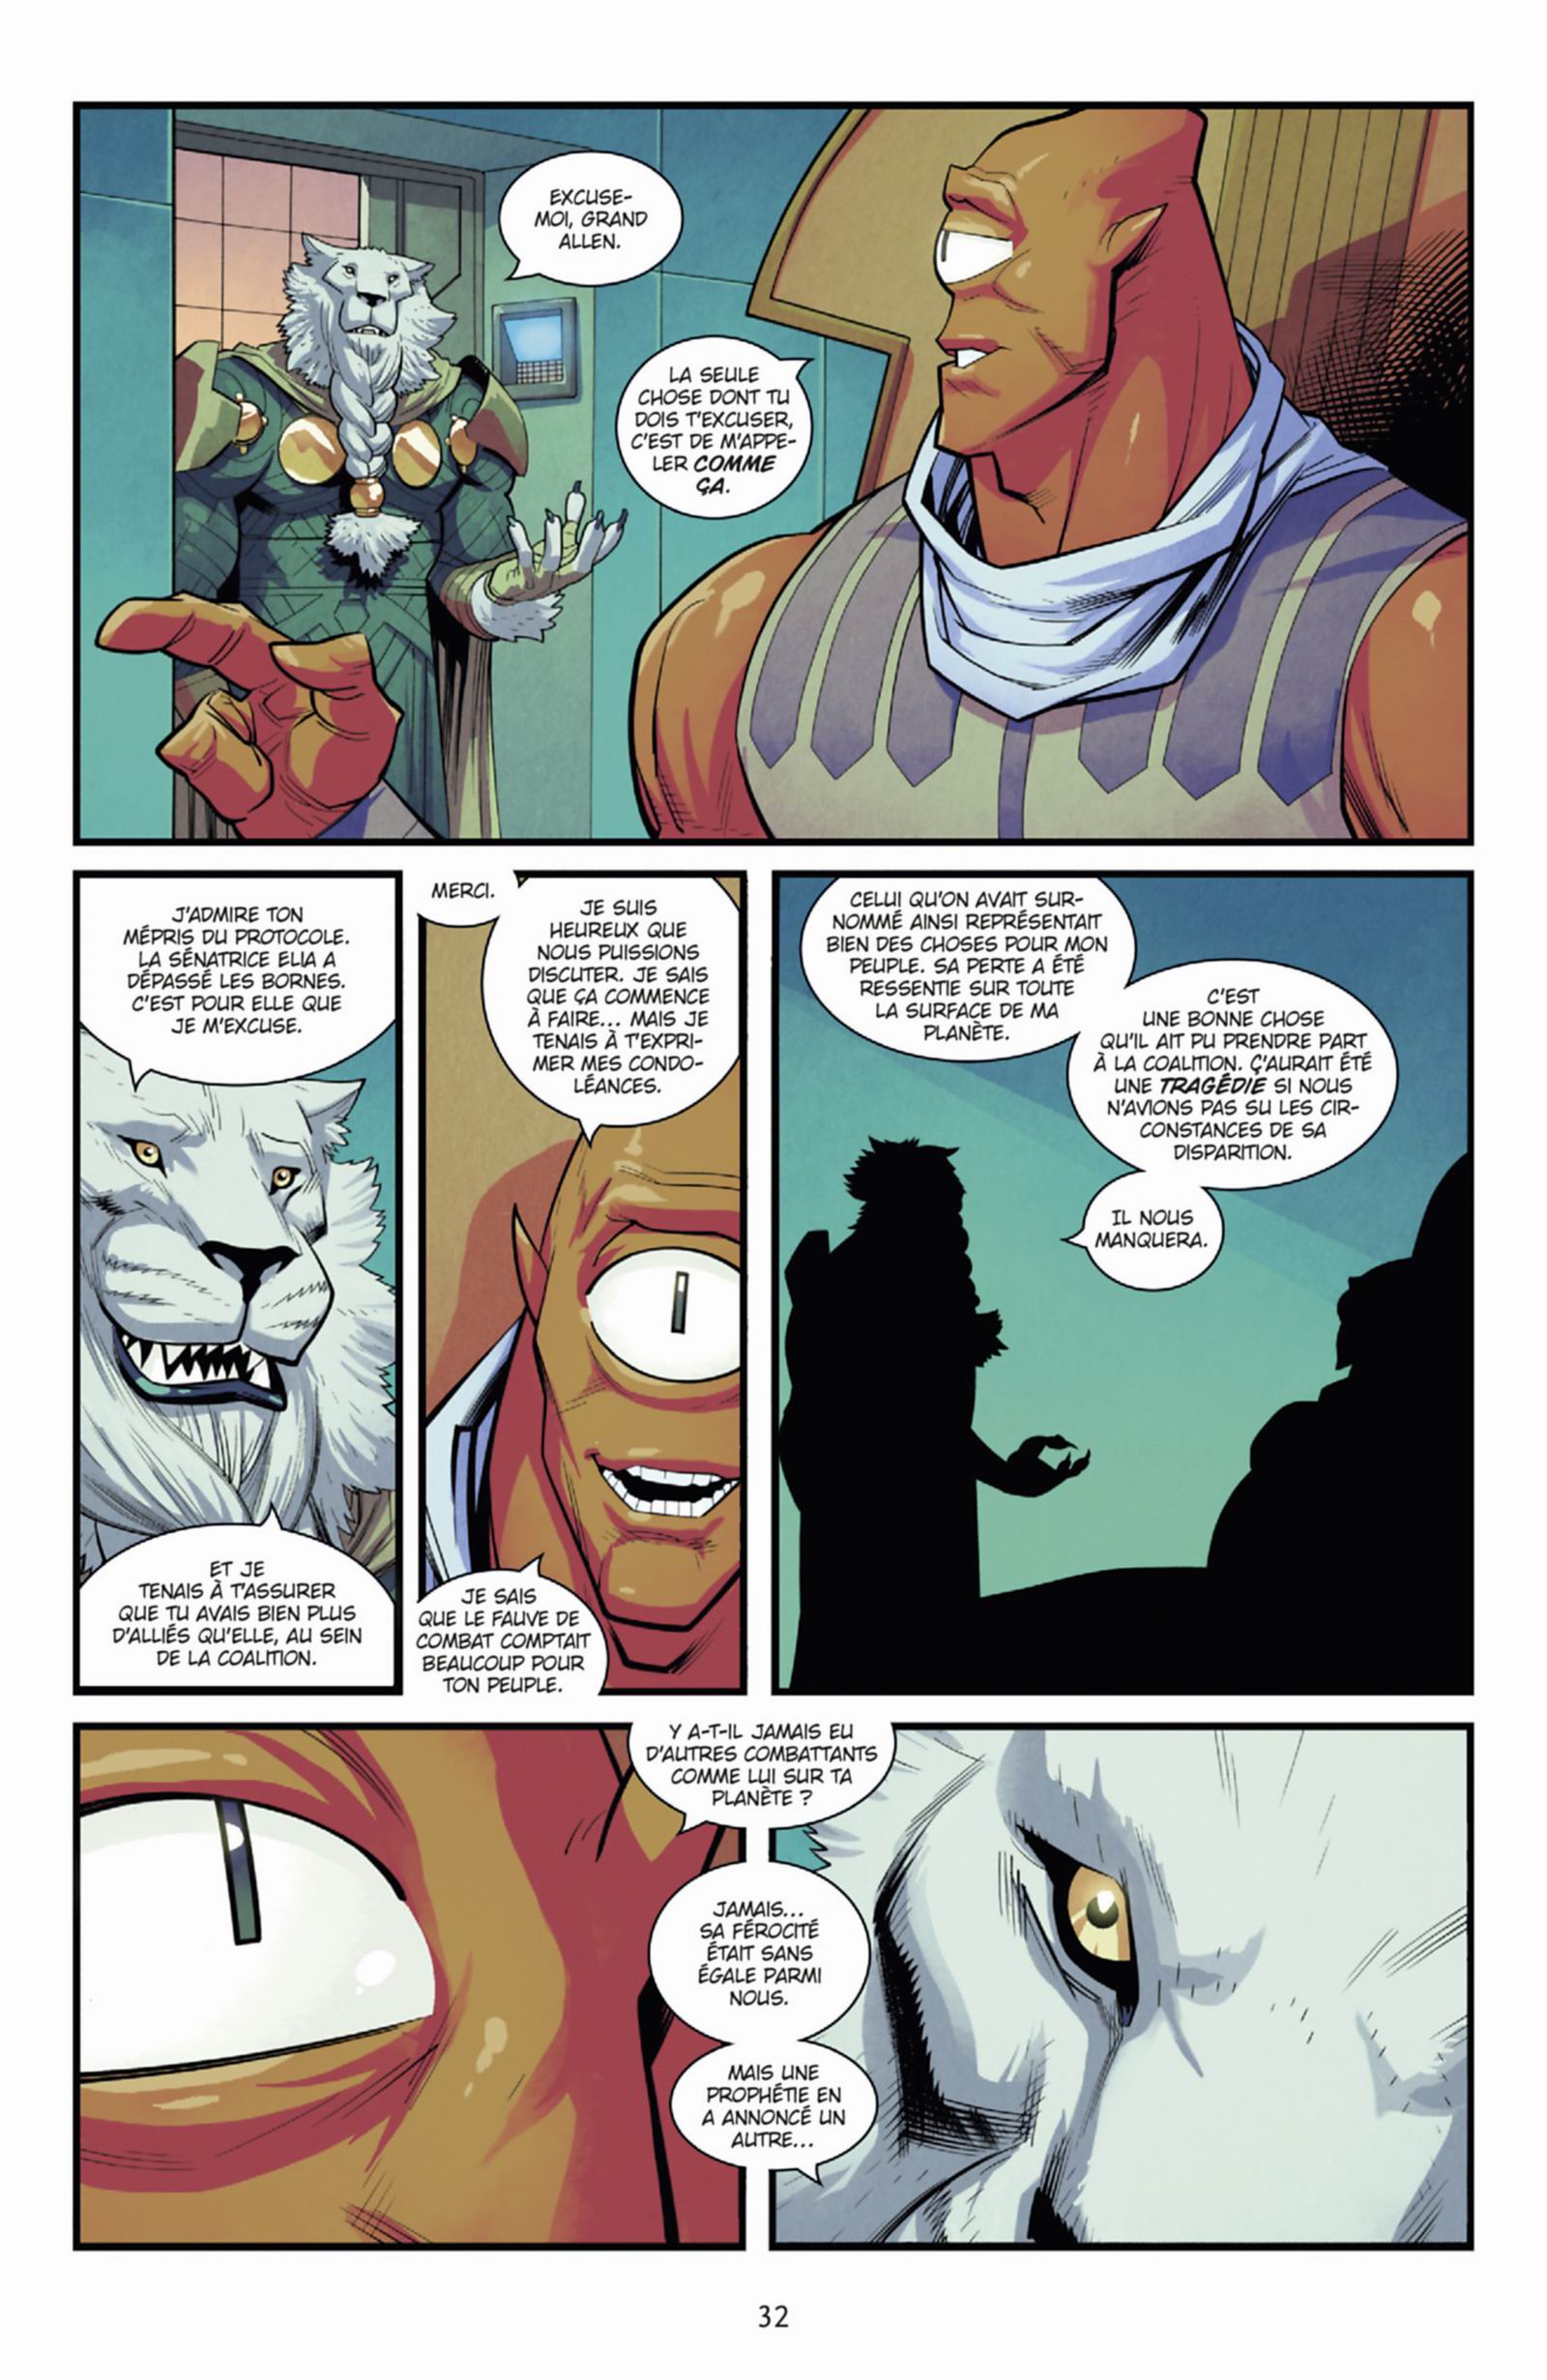 EXCUSE-
MOI, GRAND
ALLEN.
LA SEULE
CHOSE DONT TU
DOIS T'EXCUSER,
C'EST DE M'APPE-
LER COMME
ÇA.
J'ADMIRE TON
MÉPRIS DU PROTOCOLE.
LA SÉNATRICE ELIA A
DÉPASSÉ LES BORNES.
C'EST POUR ELLE QUE
JE M'EXCUSE.
ET JE
TENAIS À T'ASSURER
QUE TU AVAIS BIEN PLUS
D'ALLIÉS QU'ELLE, AU SEIN
DE LA COALITION.
MERCI.
JE SUIS
HEUREUX QUE
NOUS PUISSIONS
DISCUTER. JE SAIS
QUE ÇA COMMENCE
À FAIRE... MAIS JE
TENAIS À T'EXPRI-
MER MES CONDO-
LÉANCES.
JE SAIS
QUE LE FAUVE DE
COMBAT COMPTAIT
BEAUCOUP POUR
TON PEUPLE.
CELUI QU'ON AVAIT SUR-
NOMMÉ AINSI REPRÉSENTAIT
BIEN DES CHOSES POUR MON
PEUPLE. SA PERTE A ÉTÉ
RESSENTIE SUR TOUTE
LA SURFACE DE MA
PLANÈTE.
C'EST
UNE BONNE CHOSE
QU'IL AIT PU PRENDRE PART
À LA COALITION. Ç'AURAIT ÉTÉ
UNE TRAGÉDIE SI NOUS
N'AVIONS PAS SU LES CIR-
CONSTANCES DE SA
DISPARITION.
IL NOUS
MANQUERA.
Y A-T-IL JAMAIS EU
D'AUTRES COMBATTANTS
COMME LUI SUR TA
PLANÈTE ?
JAMAIS...
SA FÉROCITÉ
ÉTAIT SANS
ÉGALE PARMI
NOUS.
MAIS UNE
PROPHÉTIE EN
A ANNONCÉ UN
AUTRE...
32